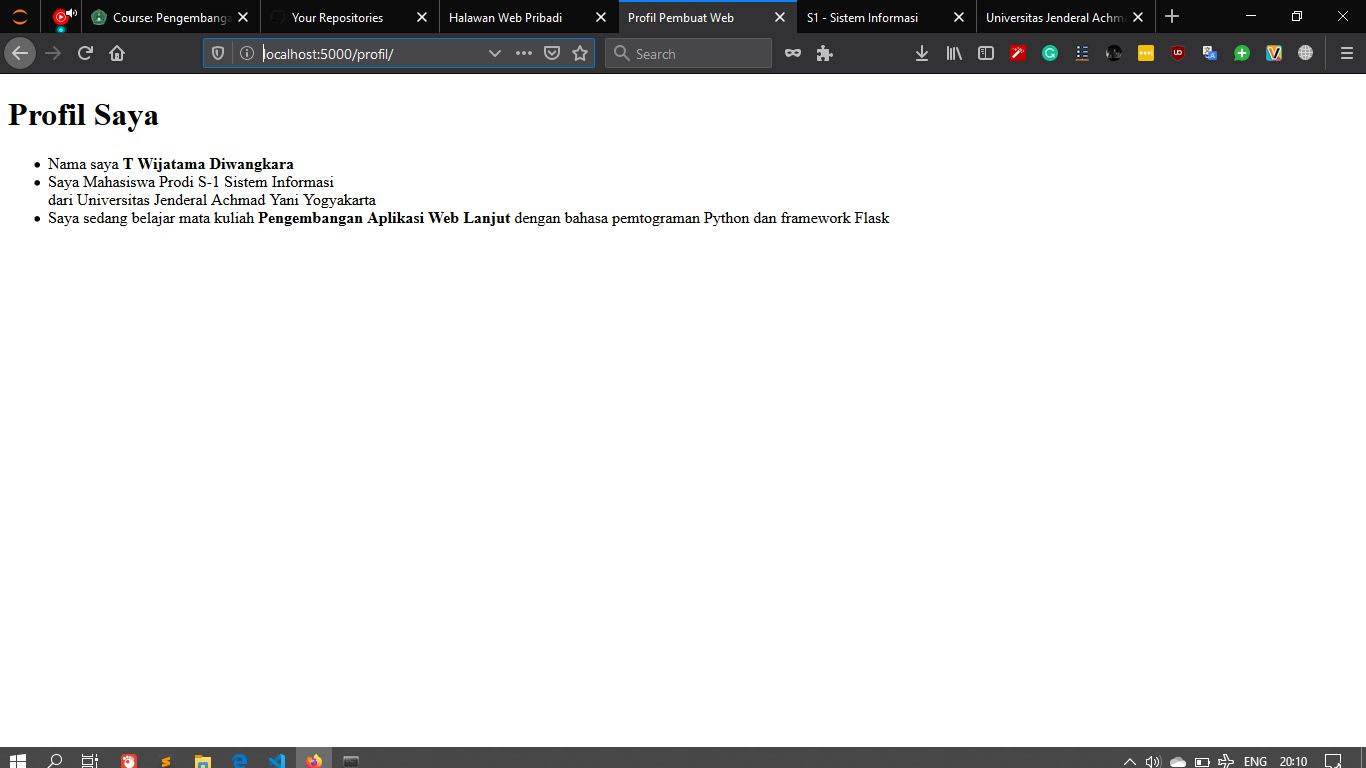 Course: Pengembanga
Your Repositories
Halawan Web Pribadi
Profil Pembuat Web
S1 - Sistem Informasi
Universitas Jenderal Achma
localhost:5000/profil/
Search
Profil Saya
Nama saya T Wijatama Diwangkara
Saya Mahasiswa Prodi S-1 Sistem Informasi
dari Universitas Jenderal Achmad Yani Yogyakarta
Saya sedang belajar mata kuliah Pengembangan Aplikasi Web Lanjut dengan bahasa pemtograman Python dan framework Flask
ENG
20:10